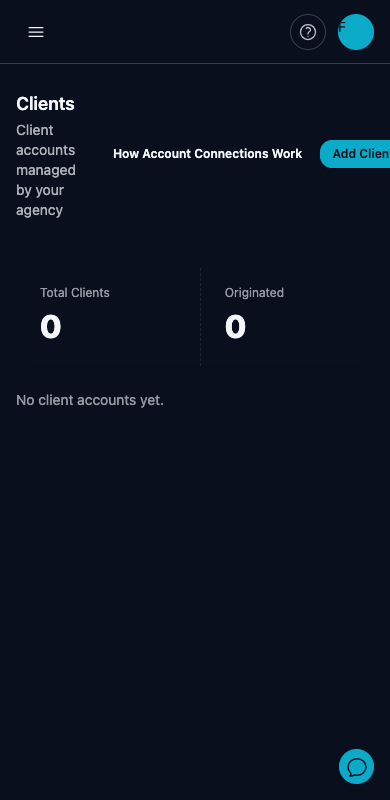 F
Clients
Client
accounts
managed
by your
agency
How Account Connections Work
Add Clien
Total Clients
0
Originated
0
No client accounts yet.